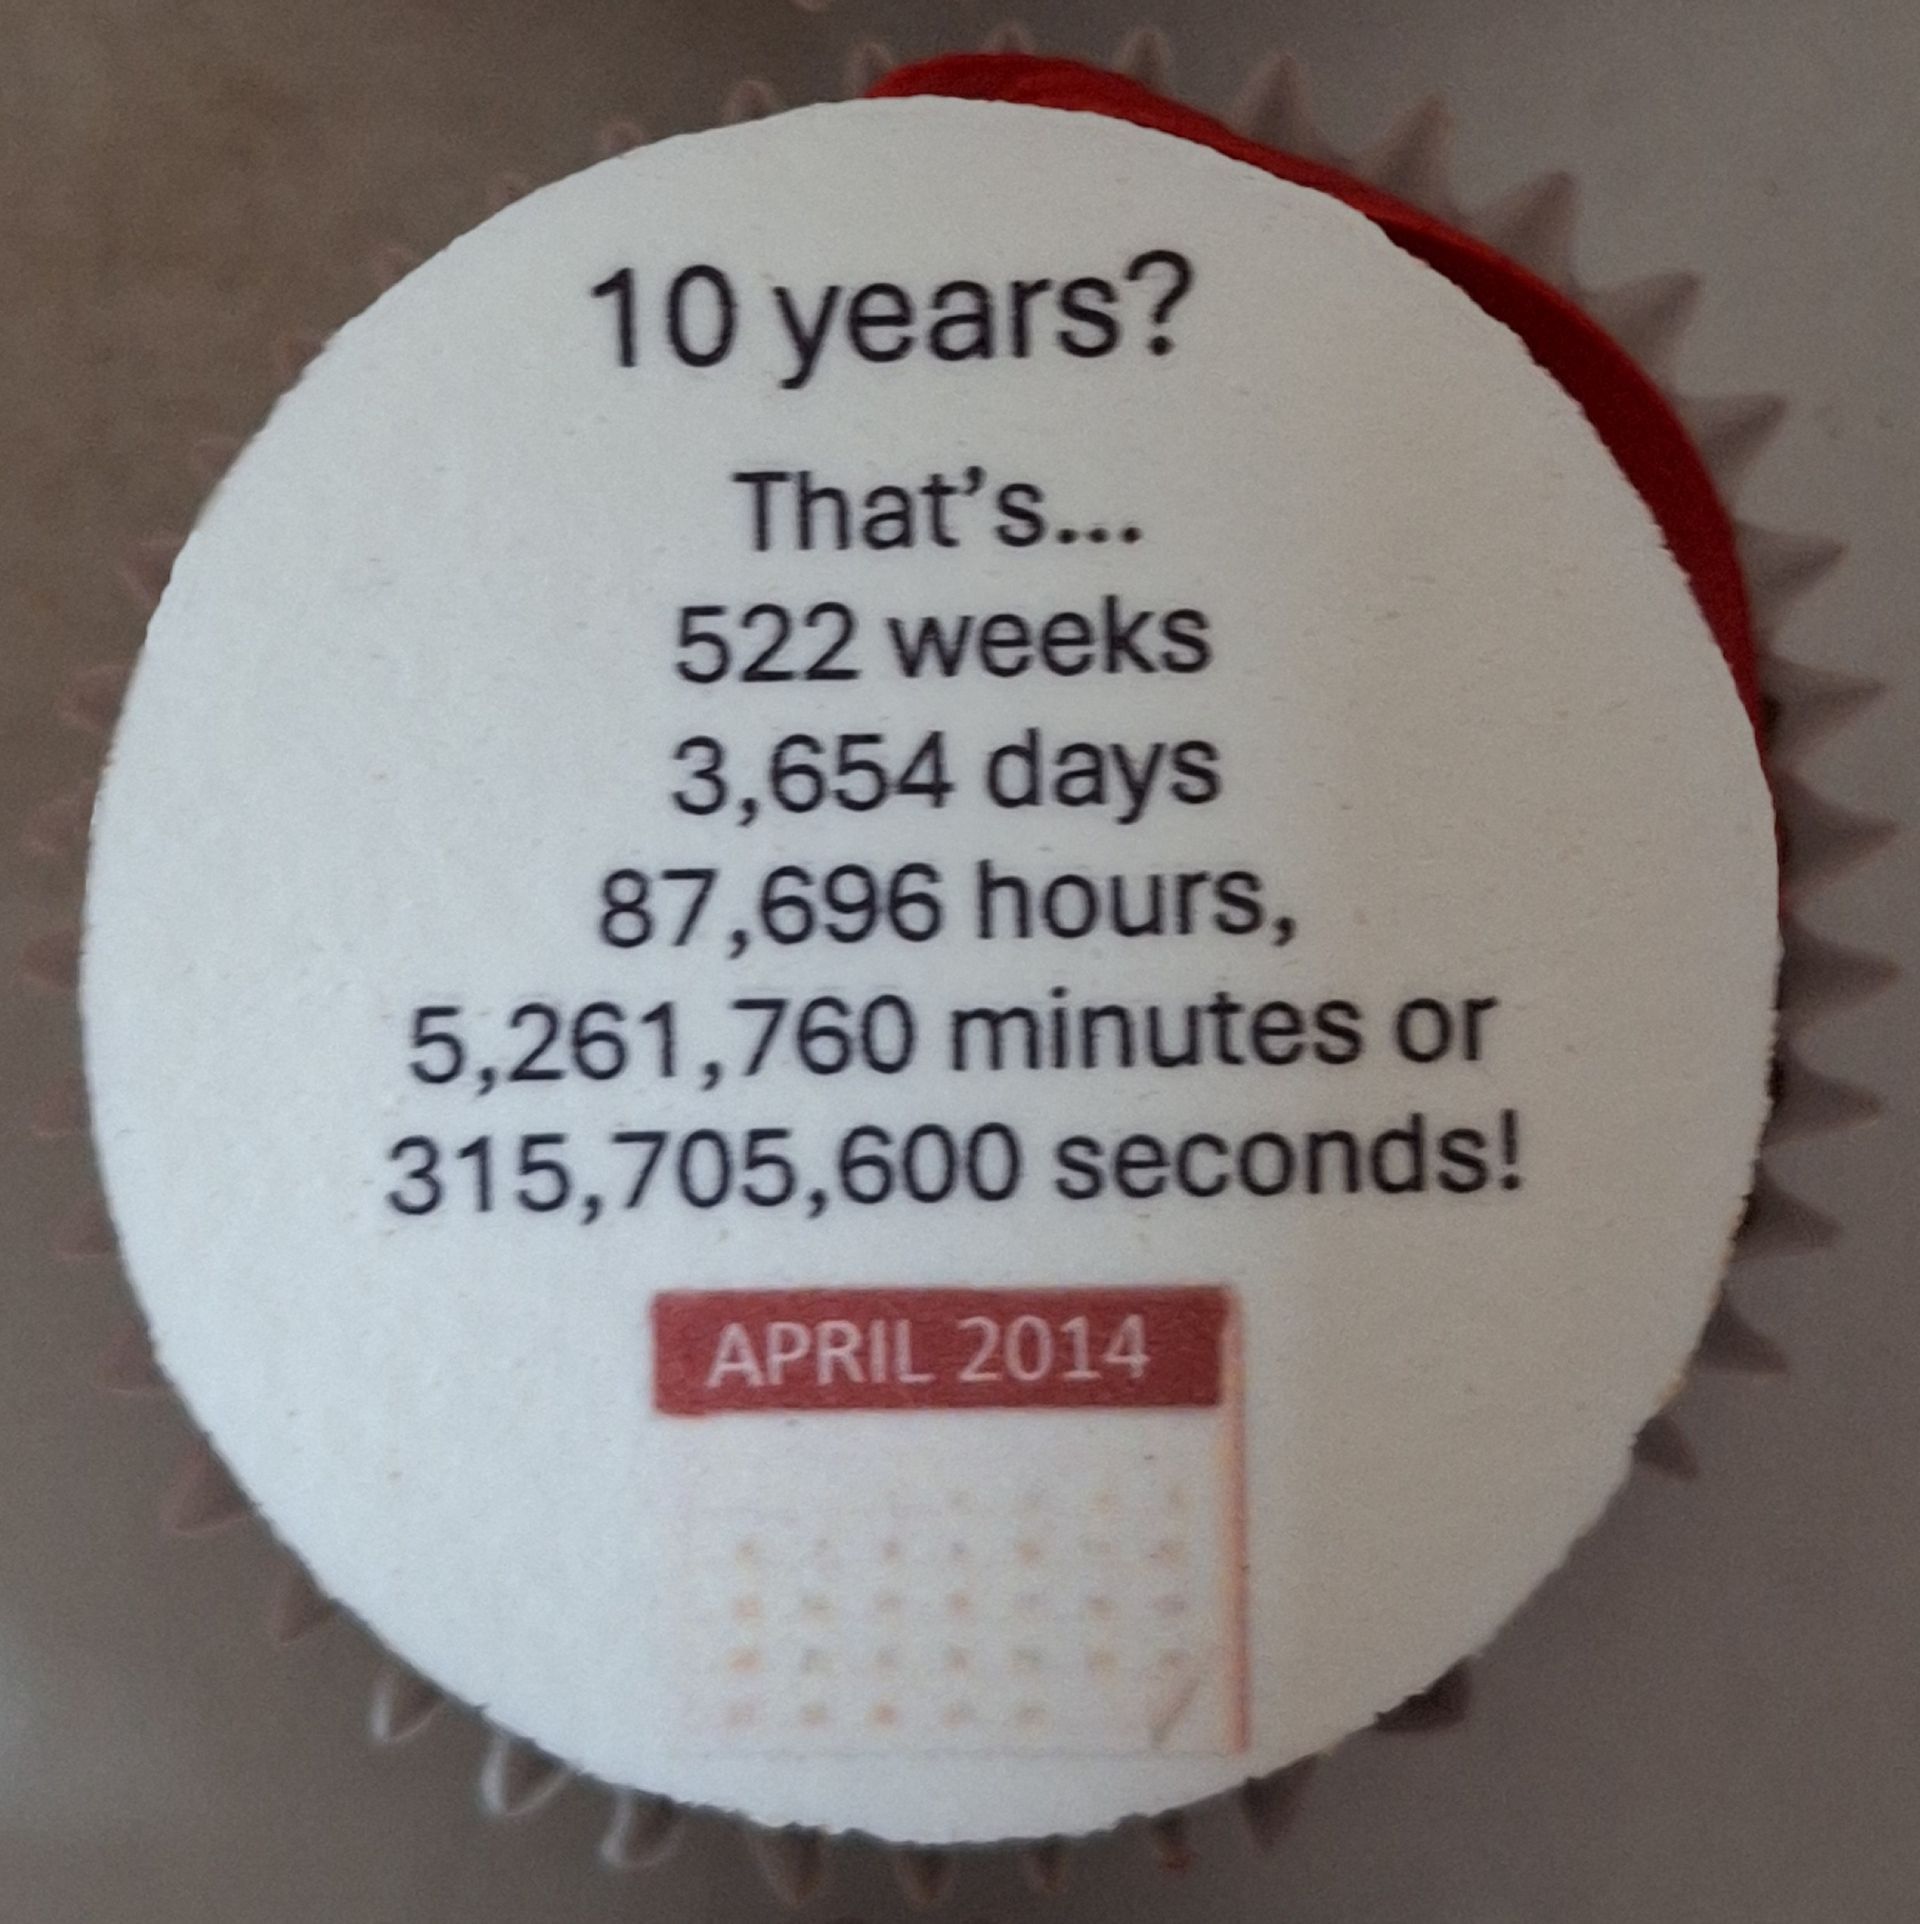 10 years?
That's...
522 weeks
3,654 days
87,696 hours,
5,261,760 minutes or
315,705,600 seconds!
APRIL 2014